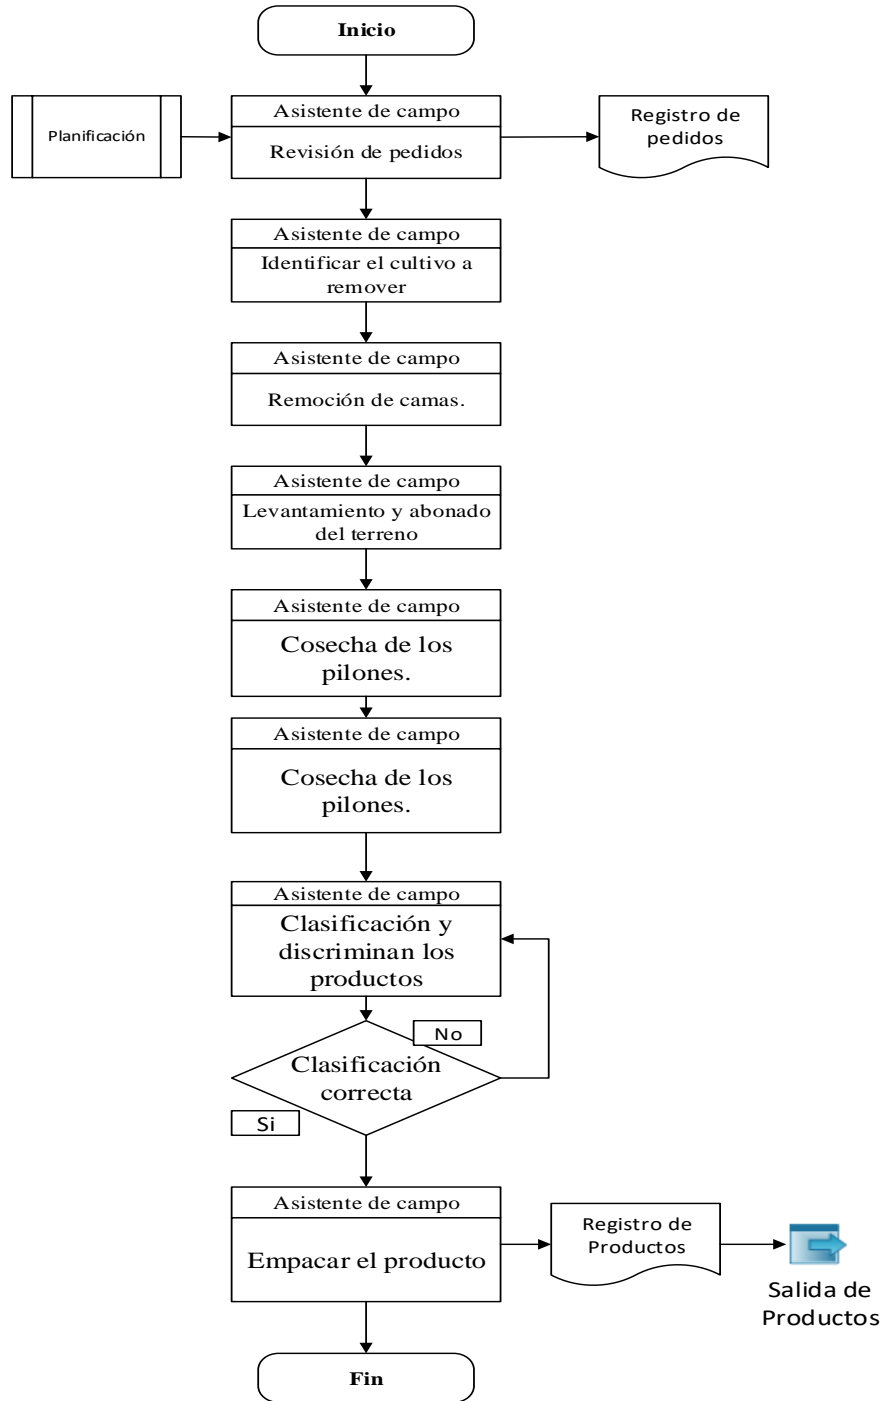 Inicio
Asistente de campo
Planificación
Revisión de pedidos
Registro de
pedidos
Asistente de campo
Identificar el cultivo a
remover
Asistente de campo
Remoción de camas.
Asistente de campo
Levantamiento y abonado
del terreno
Asistente de campo
Cosecha de los
pilones.
Asistente de campo
Cosecha de los
pilones.
Asistente de campo
Clasificación y
discriminan los
productos
No
Clasificación
correcta
Si
Asistente de campo
Empacar el producto
Registro de
Productos
Salida de
Productos
Fin